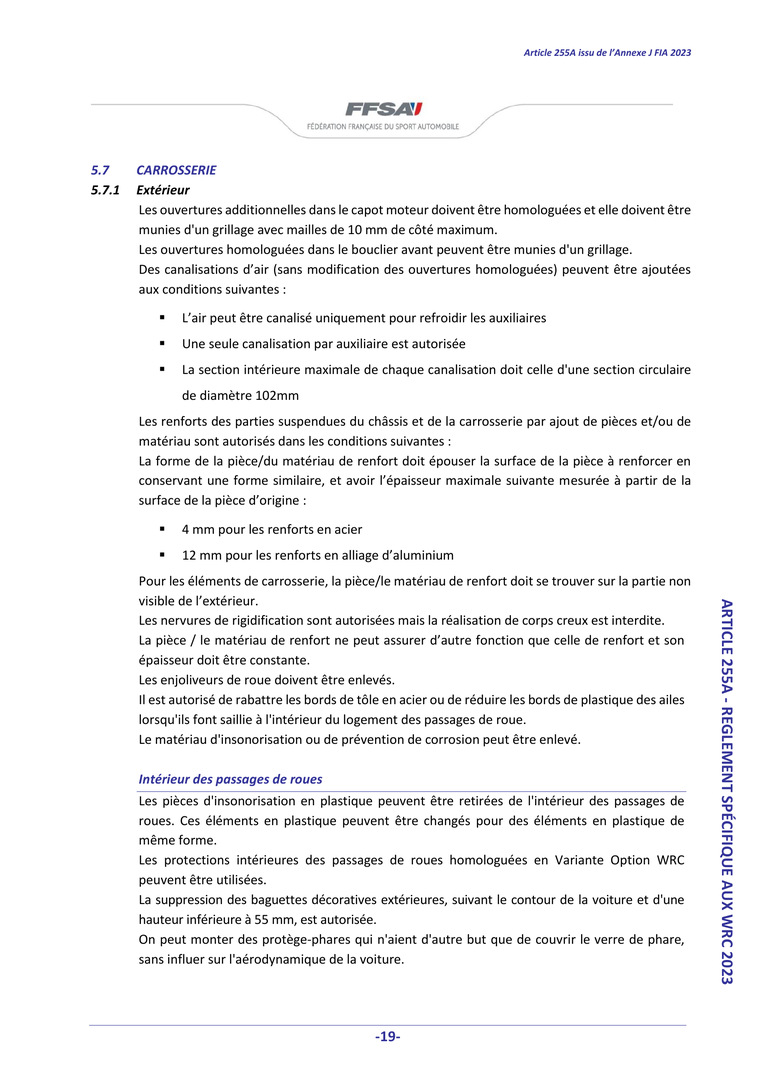 Article 255A issu de l'Annexe J FIA 2023
FFSA
FÉDÉRATION FRANÇAISE DU SPORT AUTOMOBILE
5.7 CARROSSERIE
5.7.1 Extérieur
Les ouvertures additionnelles dans le capot moteur doivent être homologuées et elle doivent être
munies d'un grillage avec mailles de 10 mm de côté maximum.
Les ouvertures homologuées dans le bouclier avant peuvent être munies d'un grillage.
Des canalisations d’air (sans modification des ouvertures homologuées) peuvent être ajoutées
aux conditions suivantes :
▪ L’air peut être canalisé uniquement pour refroidir les auxiliaires
▪ Une seule canalisation par auxiliaire est autorisée
▪ La section intérieure maximale de chaque canalisation doit celle d'une section circulaire
de diamètre 102mm
Les renforts des parties suspendues du châssis et de la carrosserie par ajout de pièces et/ou de
matériau sont autorisés dans les conditions suivantes :
La forme de la pièce/du matériau de renfort doit épouser la surface de la pièce à renforcer en
conservant une forme similaire, et avoir l’épaisseur maximale suivante mesurée à partir de la
surface de la pièce d’origine :
▪ 4 mm pour les renforts en acier
▪ 12 mm pour les renforts en alliage d’aluminium
Pour les éléments de carrosserie, la pièce/le matériau de renfort doit se trouver sur la partie non
visible de l’extérieur.
Les nervures de rigidification sont autorisées mais la réalisation de corps creux est interdite.
La pièce / le matériau de renfort ne peut assurer d’autre fonction que celle de renfort et son
épaisseur doit être constante.
Les enjoliveurs de roue doivent être enlevés.
Il est autorisé de rabattre les bords de tôle en acier ou de réduire les bords de plastique des ailes
lorsqu'ils font saillie à l'intérieur du logement des passages de roue.
Le matériau d'insonorisation ou de prévention de corrosion peut être enlevé.
Intérieur des passages de roues
Les pièces d'insonorisation en plastique peuvent être retirées de l'intérieur des passages de
roues. Ces éléments en plastique peuvent être changés pour des éléments en plastique de
même forme.
Les protections intérieures des passages de roues homologuées en Variante Option WRC
peuvent être utilisées.
La suppression des baguettes décoratives extérieures, suivant le contour de la voiture et d'une
hauteur inférieure à 55 mm, est autorisée.
On peut monter des protège-phares qui n'aient d'autre but que de couvrir le verre de phare,
sans influer sur l'aérodynamique de la voiture.
ARTICLE 255A - REGLEMENT SPÉCIFIQUE AUX WRC 2023
-19-